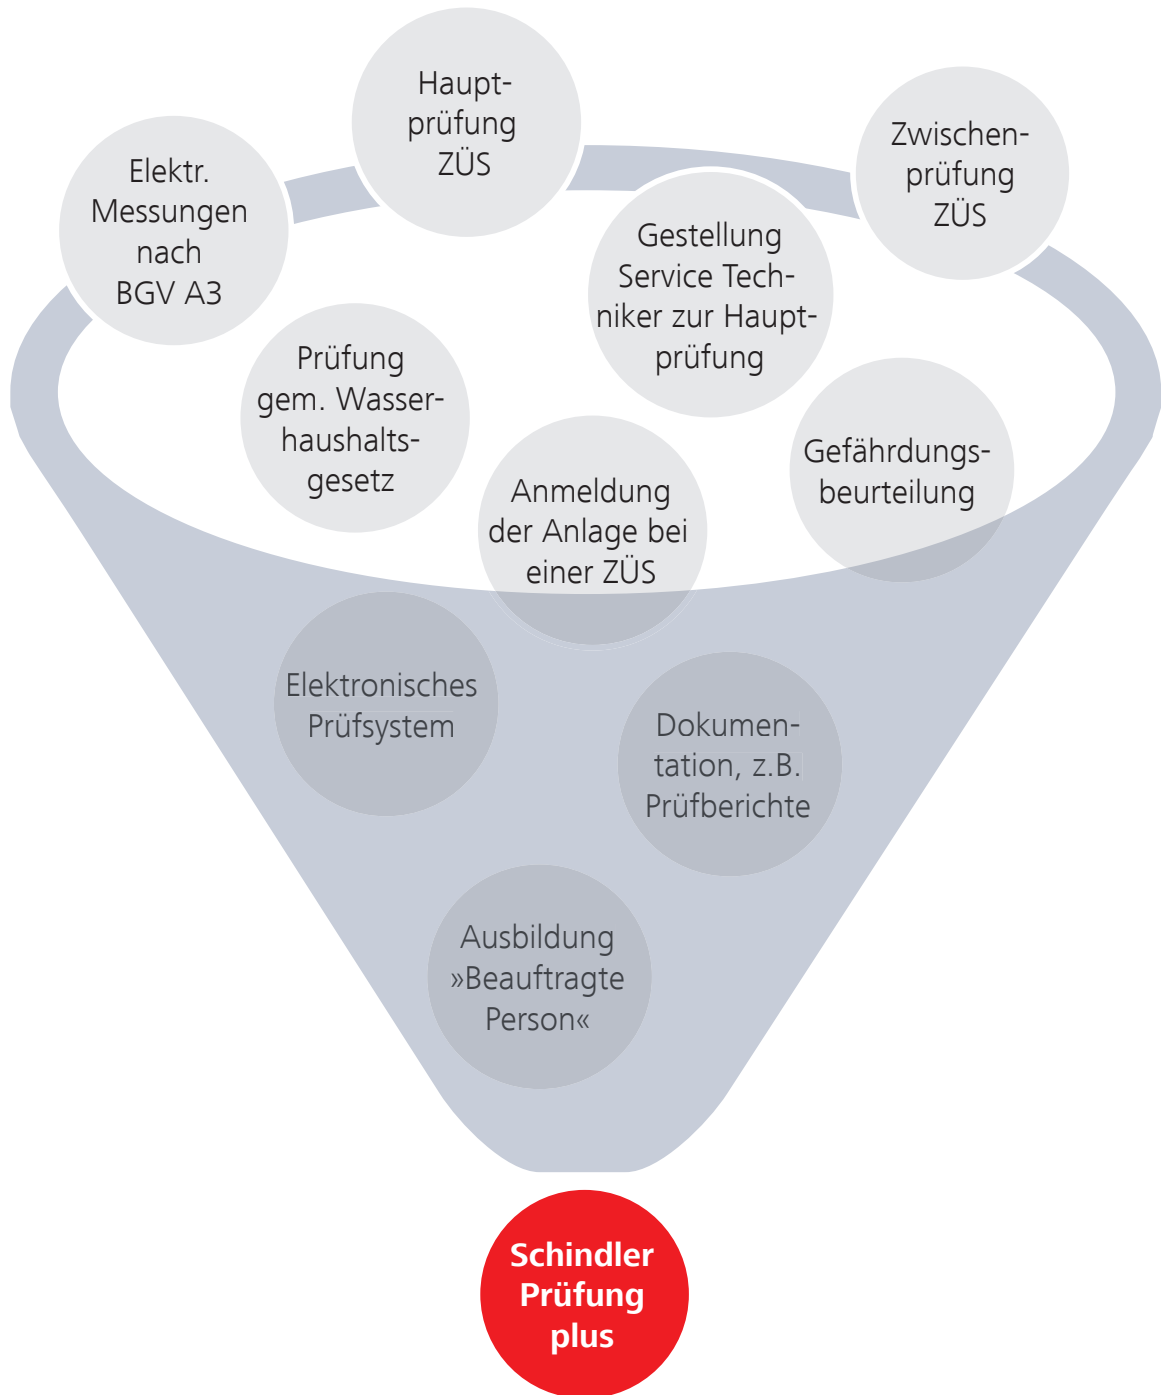 Haupt-
prüfung
ZÜS
Zwischen-
prüfung
ZÜS
Elektr.
Messungen
nach
BGV A3
Gestellung
Service Tech-
niker zur Haupt-
prüfung
Prüfung
gem. Wasser-
haushalts-
gesetz
Gefährdungs-
beurteilung
Anmeldung
der Anlage bei
einer ZÜS
Elektronisches
Prüfsystem
Dokumen-
tation, z.B.
Prüfberichte
Ausbildung
»Beauftragte
Person«
Schindler
Prüfung
plus